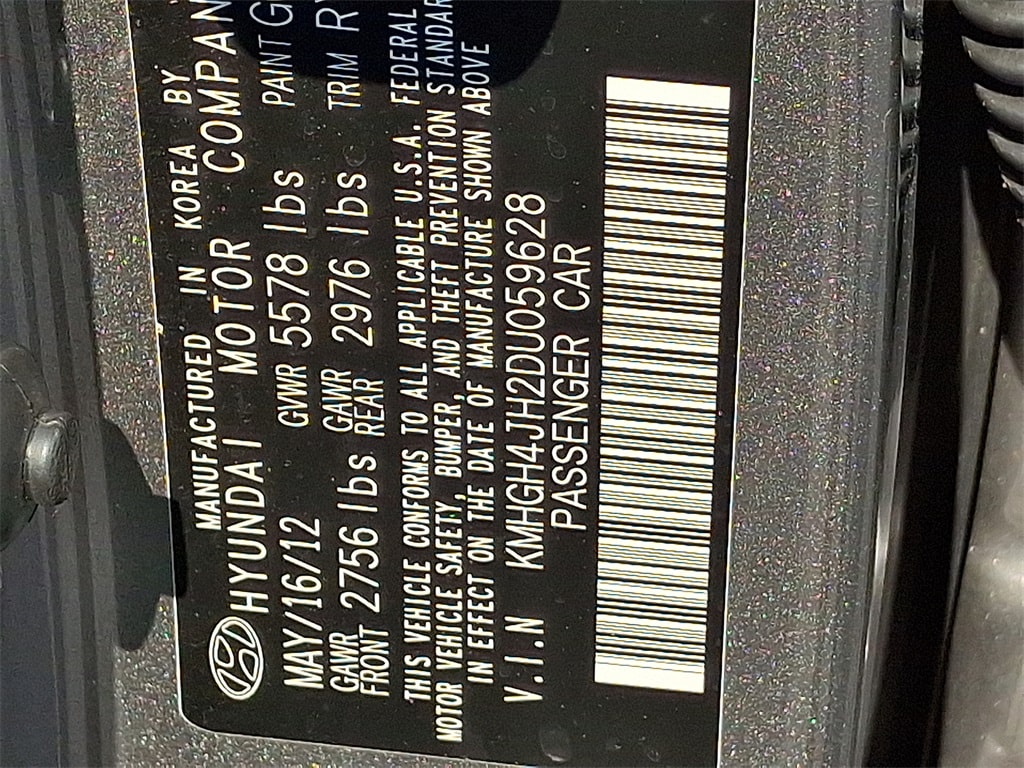 MANUFACTURED IN KOREA BY
HYUNDAI MOTOR COMPAN
MAY/16/12 GVWR 5578 lbs PAINT G
GAWR FRONT 2756 lbs GAWR REAR 2976 lbs TRIM RY
THIS VEHICLE CONFORMS TO ALL APPLICABLE U.S.A. FEDERAL
MOTOR VEHICLE SAFETY, BUMPER, AND THEFT PREVENTION STANDAR
IN EFFECT ON THE DATE OF MANUFACTURE SHOWN ABOVE
V.I.N KMHGH4JH2DU059628
PASSENGER CAR